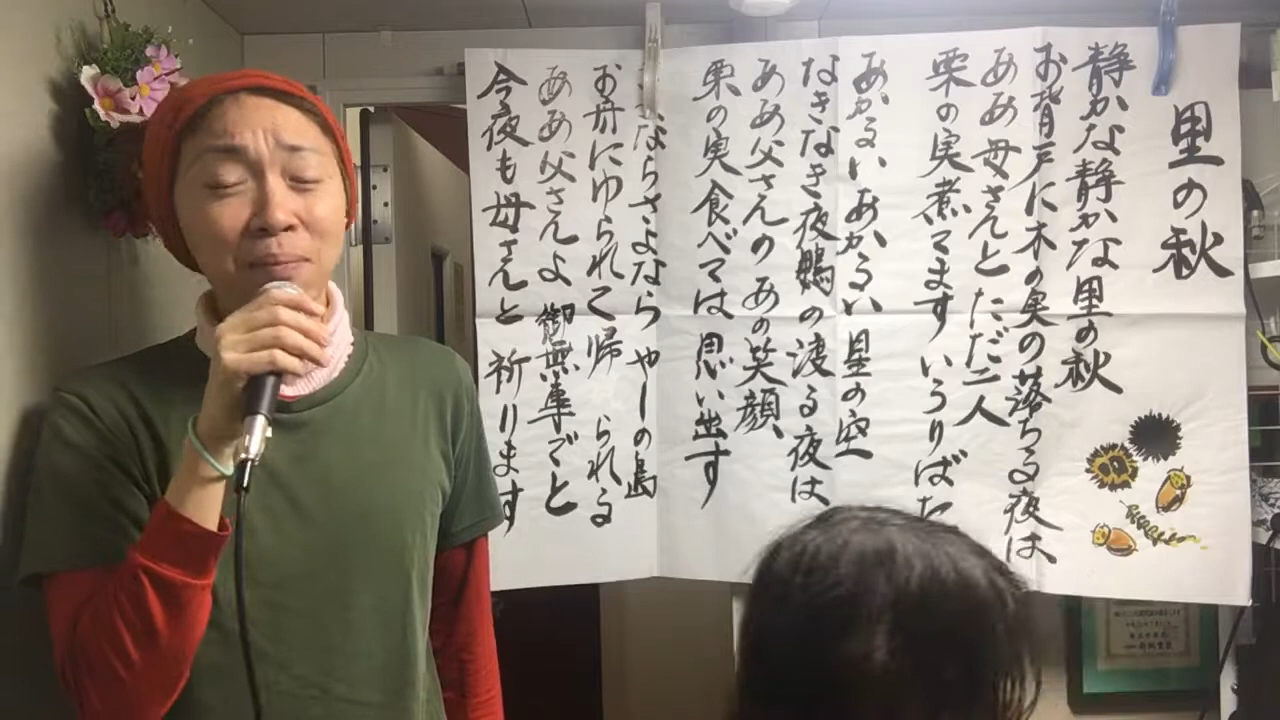 里の秋
静かな静かな里の秋
お背戸に木の実の落ちる夜は
ああ母さんとただ二人
栗の実煮てます いろりばた
あかるい あかるい 星の空
なきなき夜鴨の渡る夜は
ああ父さんの あの笑顔、
栗の実食べては 思い出す
ならさよなら やしの島
お舟にゆられて帰 られる
ああ父さんよ 御無事でと
今夜も母さんと 祈ります